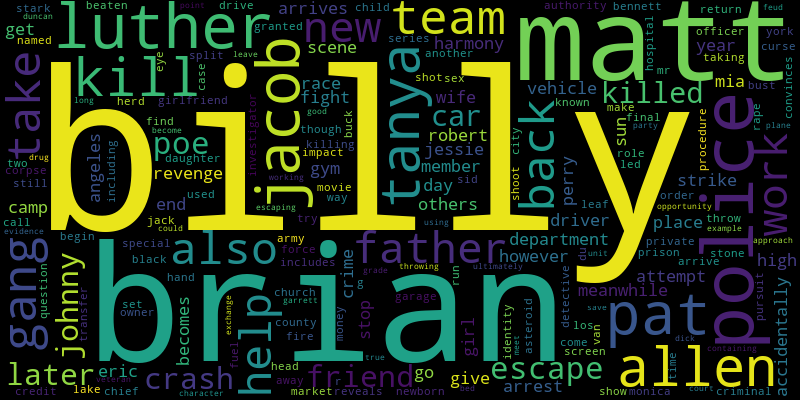 stark beaten drive arrives child authority bennett return feud
duncan luther new team matt
get named granted series another harmony year officer york
kill eye split case scene hospital mr taking curse
take long herd girlfriend race shot sex vehicle mia convinces
billy
jacob tanya back killed
investigator good fight wife car known make bust rape
find become though buck robert sun final party plane
poe killing jessie role led procedure
angeles including daughter impact member shoot city police work
two drug corpse still revenge gym day sid perry strike
used movie others leaf order opportunity
working way driver throw example
camp end jack could escaping try place stone
call evidence army using department private approach
begin special also father however du unit prison arrive high
gang question johnny transfer black force includes throwing ultimately detective attempt pursuit accidentally
hand grade run meanwhile
brian
help crime g stop garage girl identity meet asteroid los van save pat
set owner becomes church garrett exchange county money come dick
fire true screen containing
fuel head friend go escape allen time
later eric crash away give arrest
credit lake chief veteran character market reveals newborn bed show monica court criminal
point leave